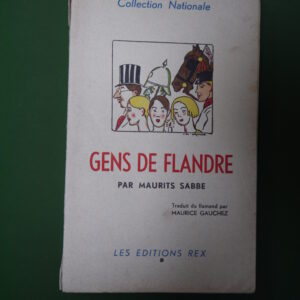 Collection Nationale
GENS DE FLANDRE
PAR MAURITS SABBE
Traduit du flamand par
MAURICE GAUCHEZ
LES EDITIONS REX